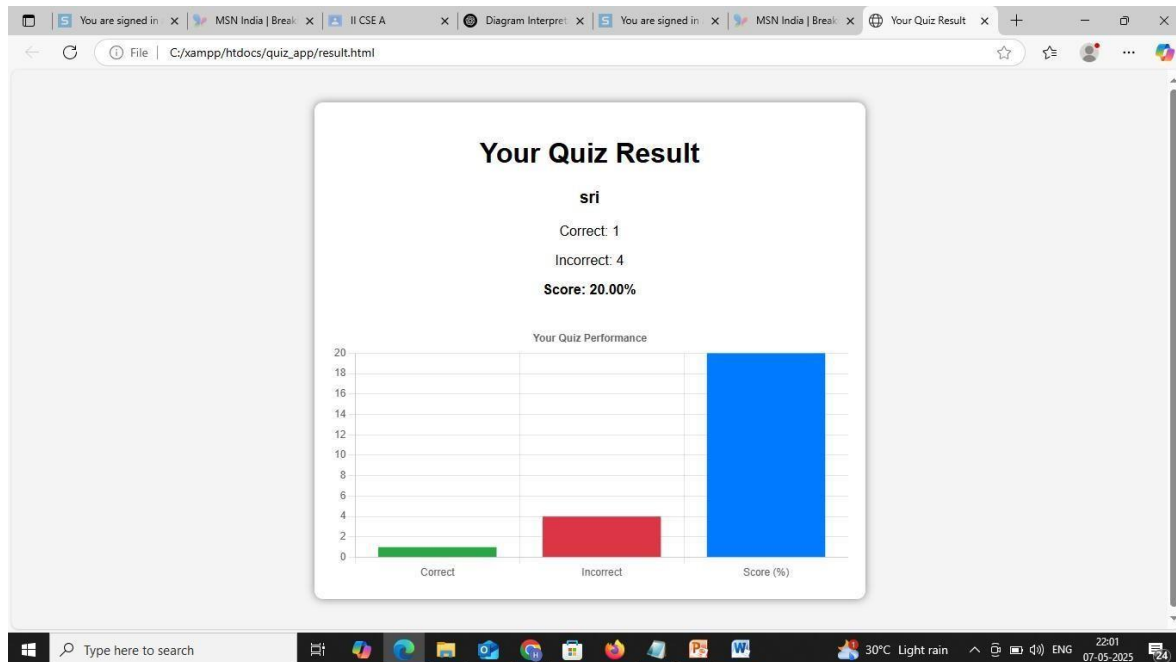 You are signed in
MSN India | Break
II CSE A
Diagram Interpret
You are signed in
MSN India | Break
Your Quiz Result
File
C:/xampp/htdocs/quiz_app/result.html
Your Quiz Result
sri
Correct: 1
Incorrect: 4
Score: 20.00%
Your Quiz Performance
20
18
16
14
12
10
8
6
4
2
0
Correct
Incorrect
Score (%)
Type here to search
30°C Light rain
ENG
22:01
07-05-2025
24